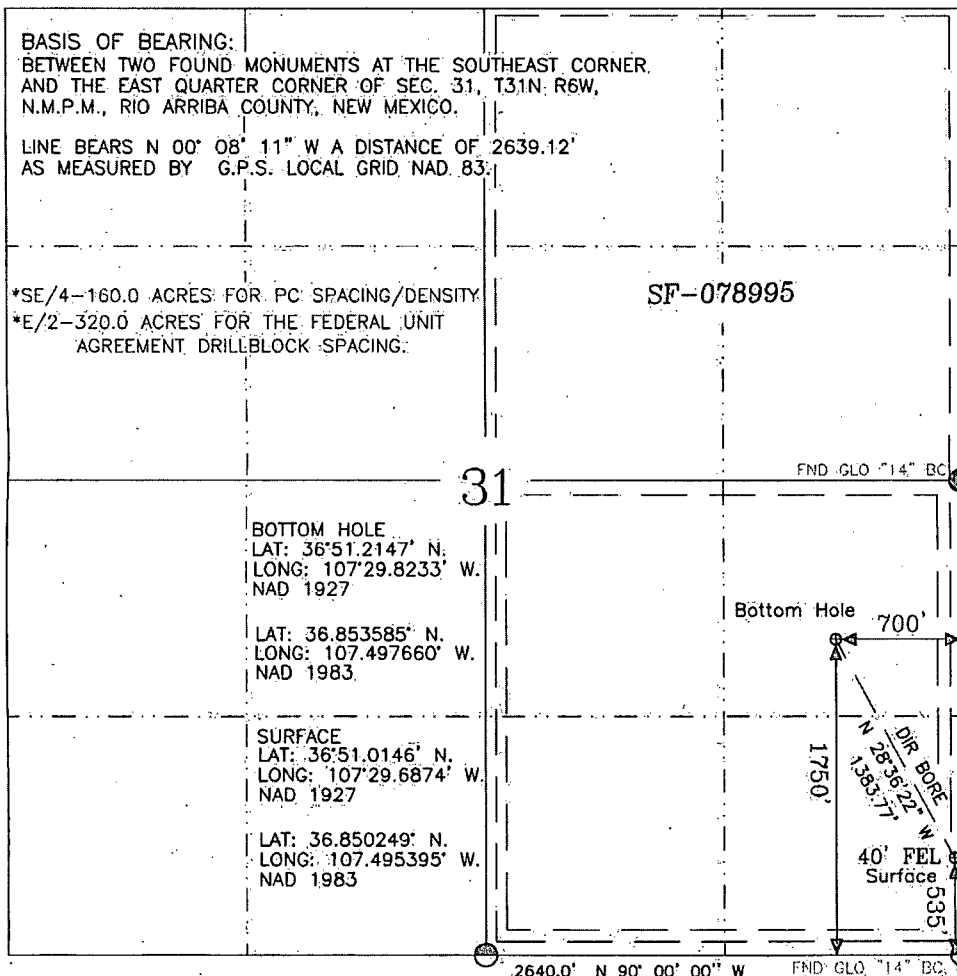 BASIS OF BEARING:
BETWEEN TWO FOUND MONUMENTS AT THE SOUTHEAST CORNER
AND THE EAST QUARTER CORNER OF SEC. 31, T31N R6W,
N.M.P.M., RIO ARRIBA COUNTY, NEW MEXICO.
LINE BEARS N 00° 08' 11" W A DISTANCE OF 2639.12'
AS MEASURED BY G.P.S. LOCAL GRID NAD 83.
*SE/4-160.0 ACRES FOR PC SPACING/DENSITY
*E/2-320.0 ACRES FOR THE FEDERAL UNIT
AGREEMENT DRILLBLOCK SPACING.
SF-078995
31
FND GLO "14" BC
BOTTOM HOLE
LAT: 36°51.2147' N.
LONG: 107°29.8233' W.
NAD 1927
LAT: 36.853585° N.
LONG: 107.497660° W.
NAD 1983
Bottom Hole
700'
1750'
DIR BORE
N 28°36'22" W
1383.77'
SURFACE
LAT: 36°51.0146' N.
LONG: 107°29.6874' W.
NAD 1927
LAT: 36.850249° N.
LONG: 107.495395° W.
NAD 1983
40' FEL
Surface
535'
2640.0' N 90° 00' 00" W
FND GLO "14" BC